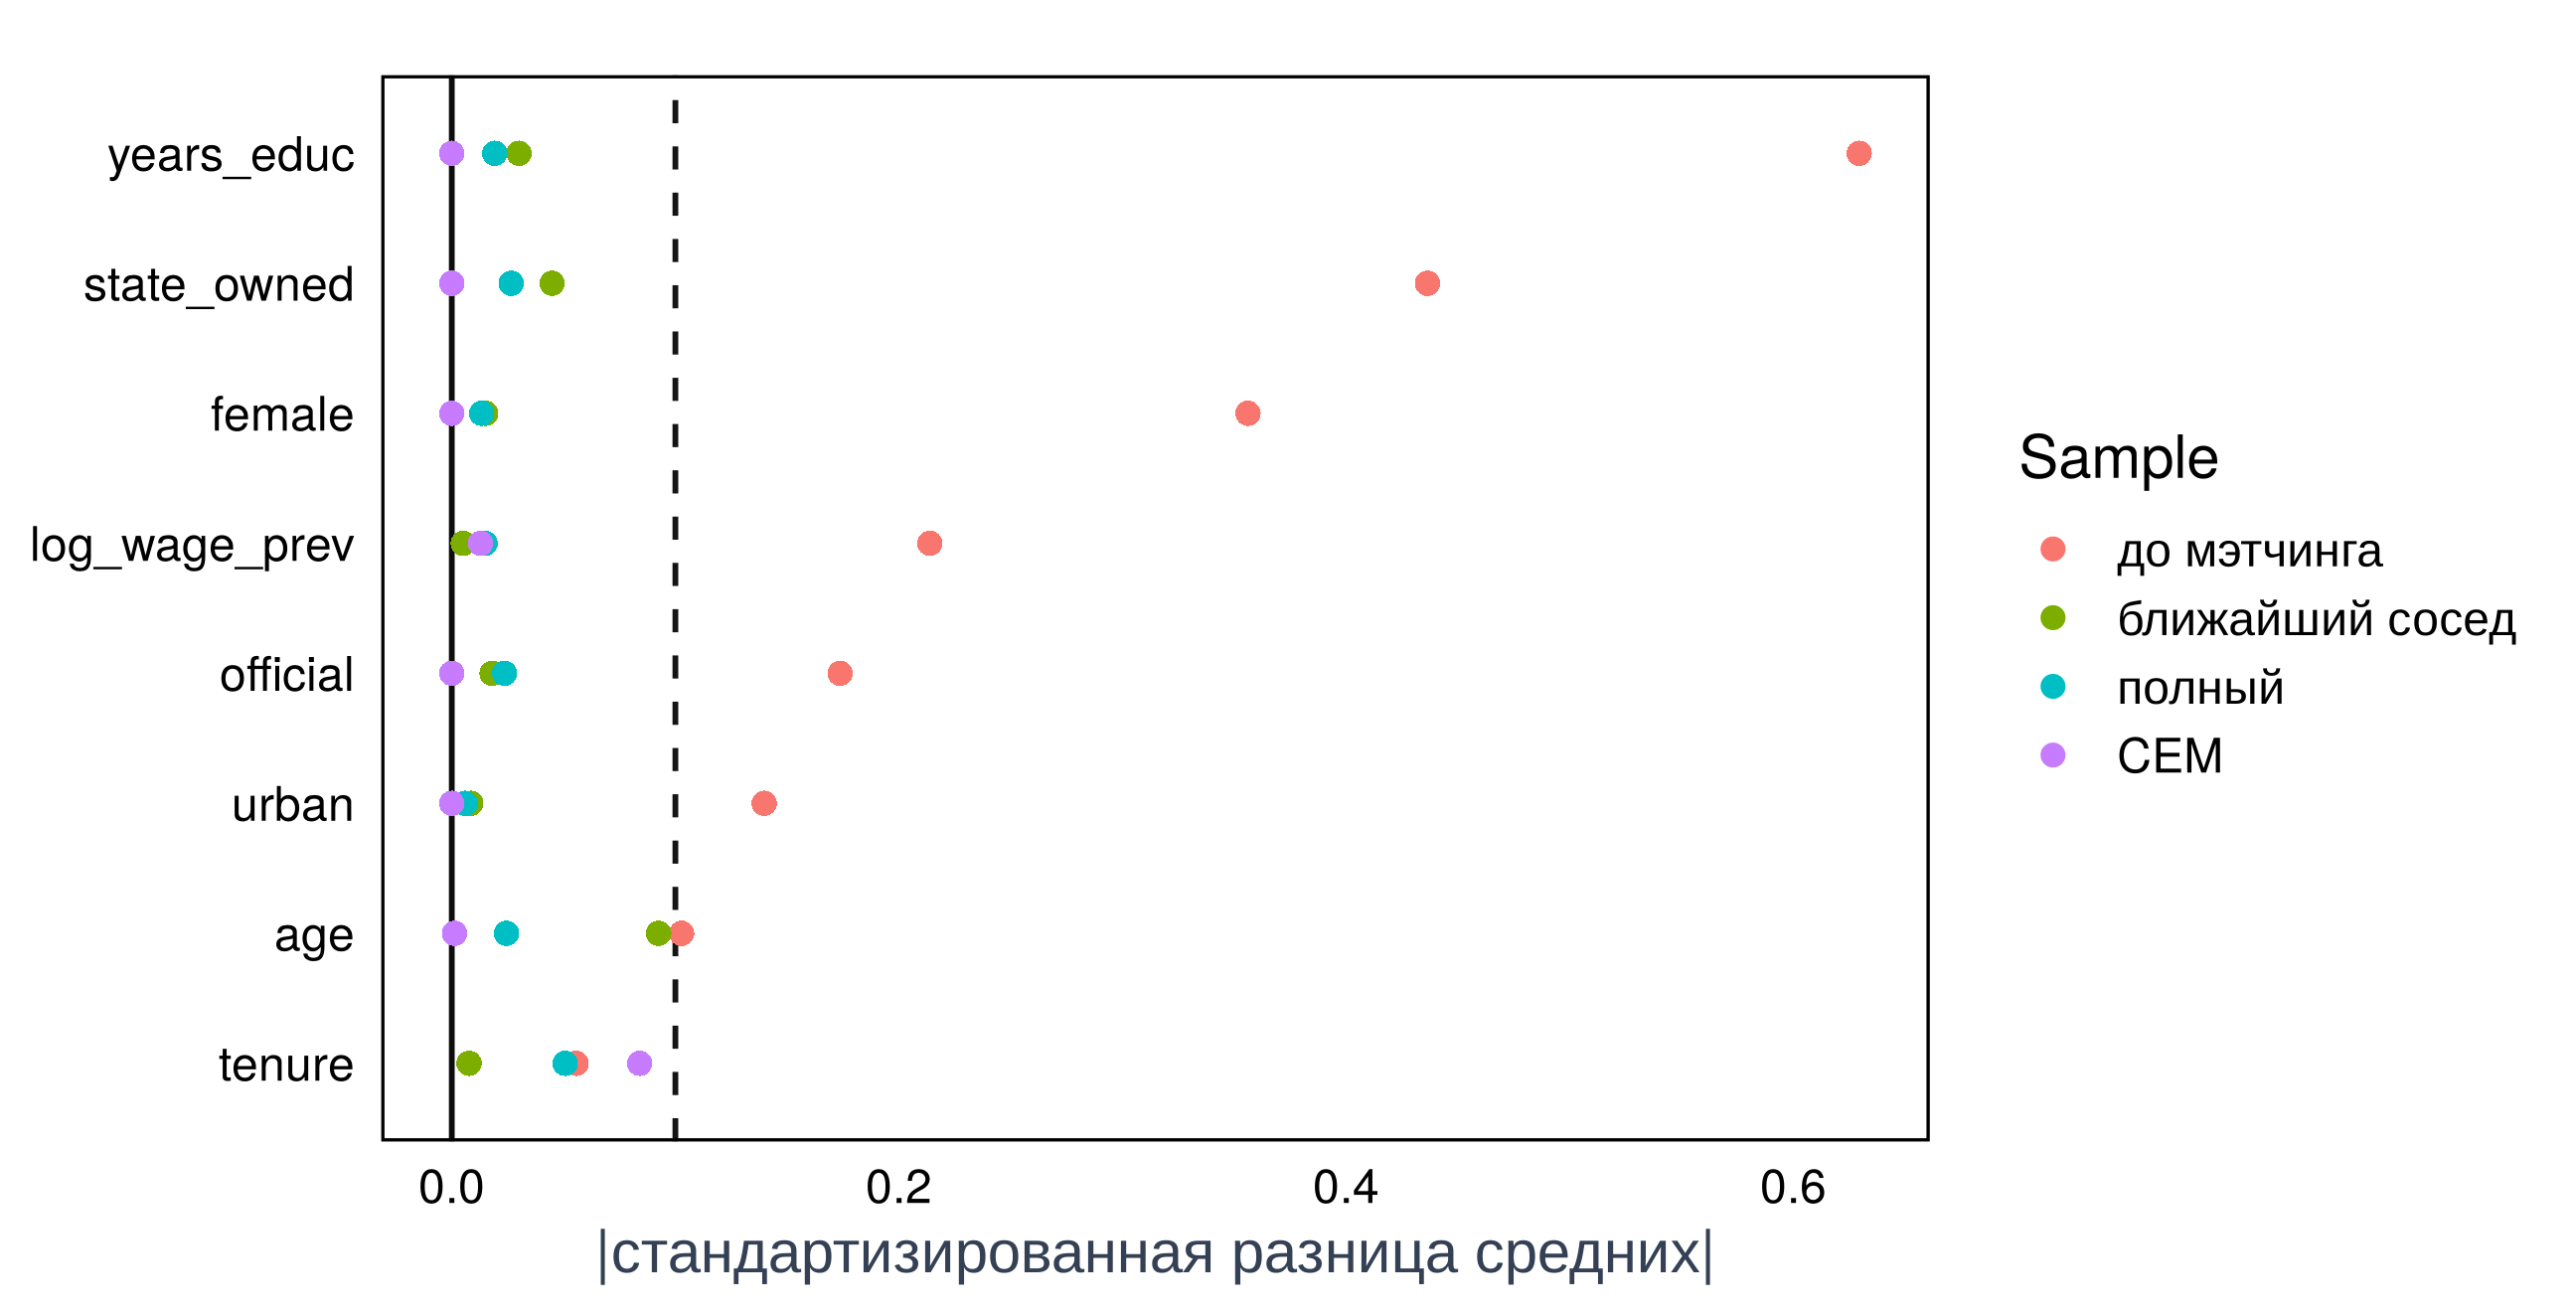 years_educ
state_owned
female
log_wage_prev
official
urban
age
tenure
0.0 0.2 0.4 0.6
|стандартизированная разница средних|
Sample
до мэтчинга
ближайший сосед
полный
CEM